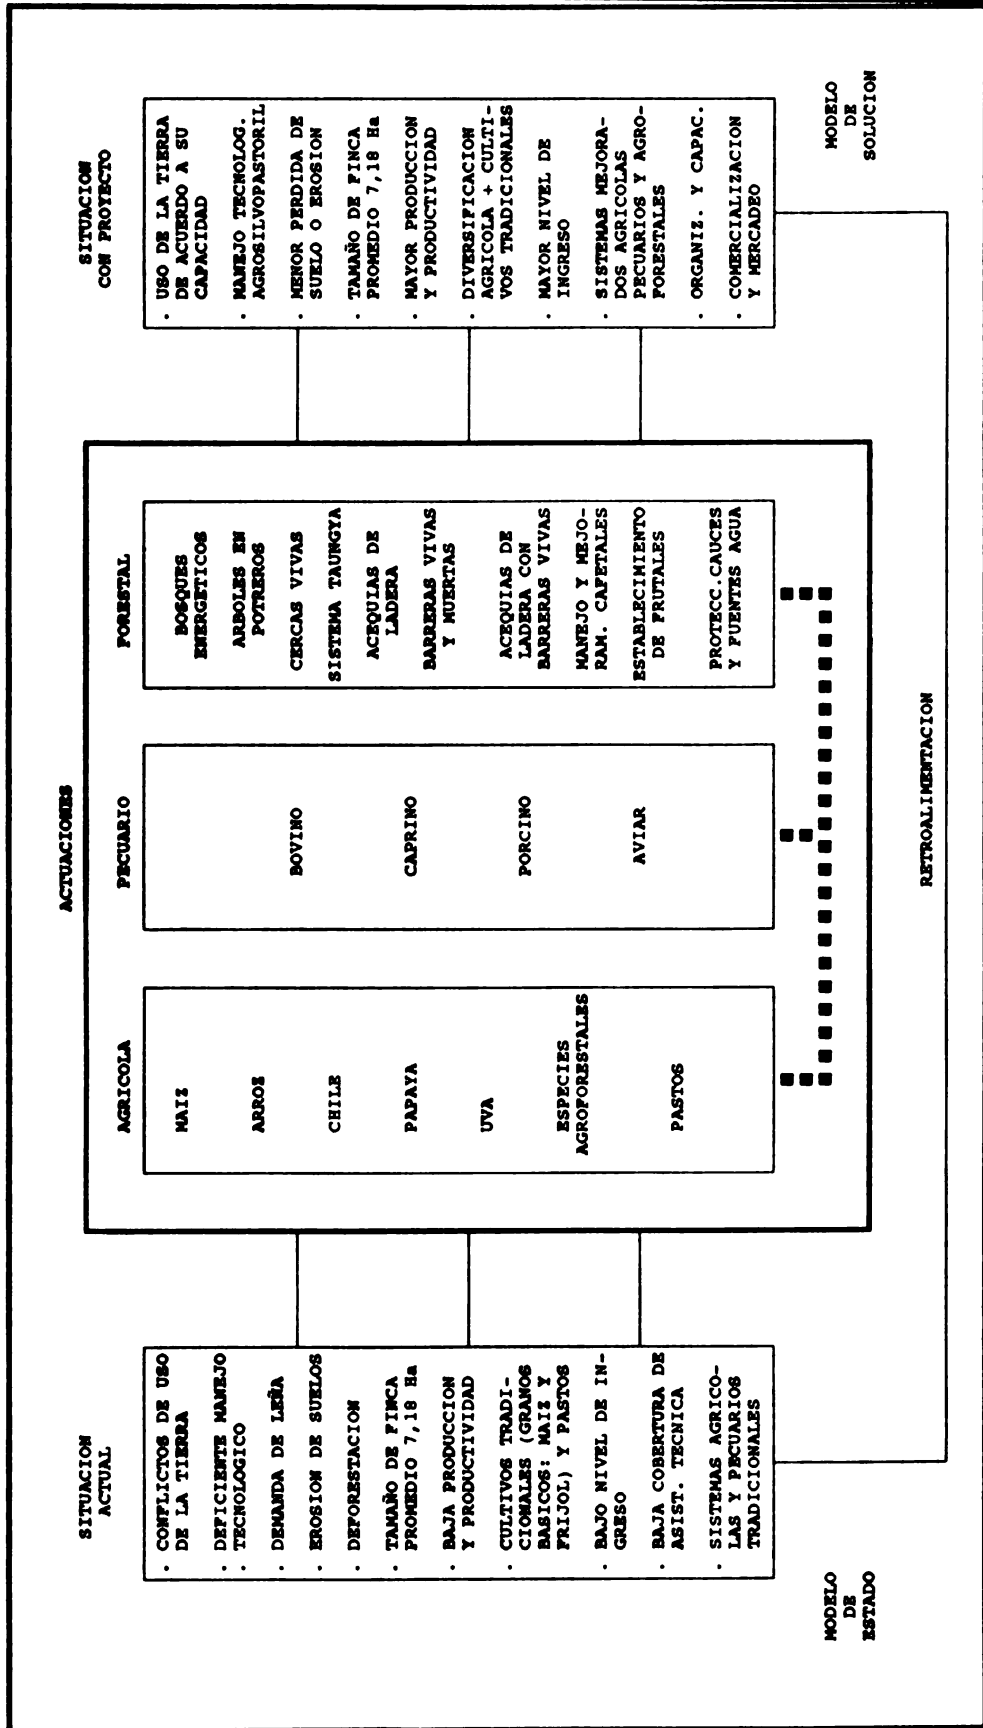 SITUACION
ACTUAL
. CONFLICTOS DE USO
DE LA TIERRA
. DEFICIENTE MANEJO
. TECNOLOGICO
. DEMANDA DE LEÑA
. EROSION DE SUELOS
. DEFORESTACION
. TAMAÑO DE FINCA
PROMEDIO 7,18 Ha
. BAJA PRODUCCION
Y PRODUCTIVIDAD
. CULTIVOS TRADI-
CIONALES (GRANOS
BASICOS: MAIZ Y
FRIJOL) Y PASTOS
. BAJO NIVEL DE IN-
GRESO
. BAJA COBERTURA DE
ASIST. TECNICA
. SISTEMAS AGRICO-
LAS Y PECUARIOS
TRADICIONALES
MODELO
DE
ESTADO
ACTUACIONES
AGRICOLA
MAIZ
ARROZ
CHILE
PAPAYA
UVA
ESPECIES
AGROFORESTALES
PASTOS
PECUARIO
BOVINO
CAPRINO
PORCINO
AVIAR
FORESTAL
BOSQUES
ENERGETICOS
ARBOLES EN
POTREROS
CERCAS VIVAS
SISTEMA TAUNGYA
ACEQUIAS DE
LADERA
BARRERAS VIVAS
Y MUERTAS
ACEQUIAS DE
LADERA CON
BARRERAS VIVAS
MANEJO Y MEJO-
RAM. CAFETALES
ESTABLECIMIENTO
DE FRUTALES
PROTECC.CAUCES
Y FUENTES AGUA
SITUACION
CON PROYECTO
. USO DE LA TIERRA
DE ACUERDO A SU
CAPACIDAD
. MANEJO TECNOLOG.
AGROSILVOPASTORIL
. MENOR PERDIDA DE
SUELO O EROSION
. TAMAÑO DE FINCA
PROMEDIO 7,18 Ha
. MAYOR PRODUCCION
Y PRODUCTIVIDAD
. DIVERSIFICACION
AGRICOLA + CULTI-
VOS TRADICIONALES
. MAYOR NIVEL DE
INGRESO
. SISTEMAS MEJORA-
DOS AGRICOLAS
PECUARIOS Y AGRO-
FORESTALES
. ORGANIZ. Y CAPAC.
. COMERCIALIZACION
Y MERCADEO
MODELO
DE
SOLUCION
RETROALIMENTACION